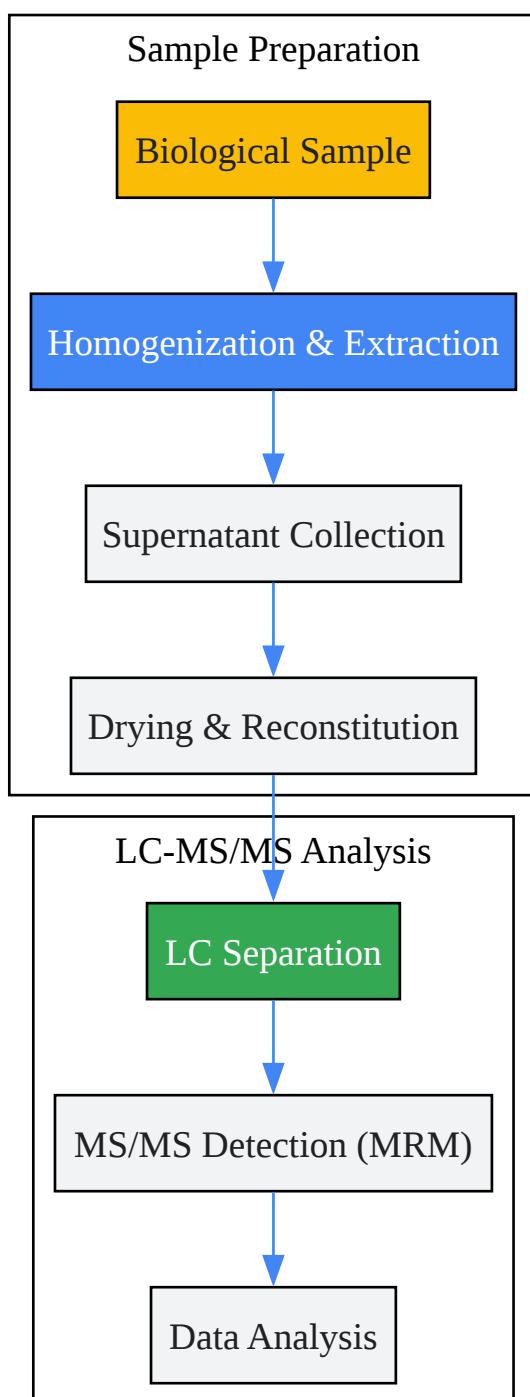 Sample Preparation
Biological Sample
Homogenization & Extraction
Supernatant Collection
Drying & Reconstitution
LC-MS/MS Analysis
LC Separation
MS/MS Detection (MRM)
Data Analysis